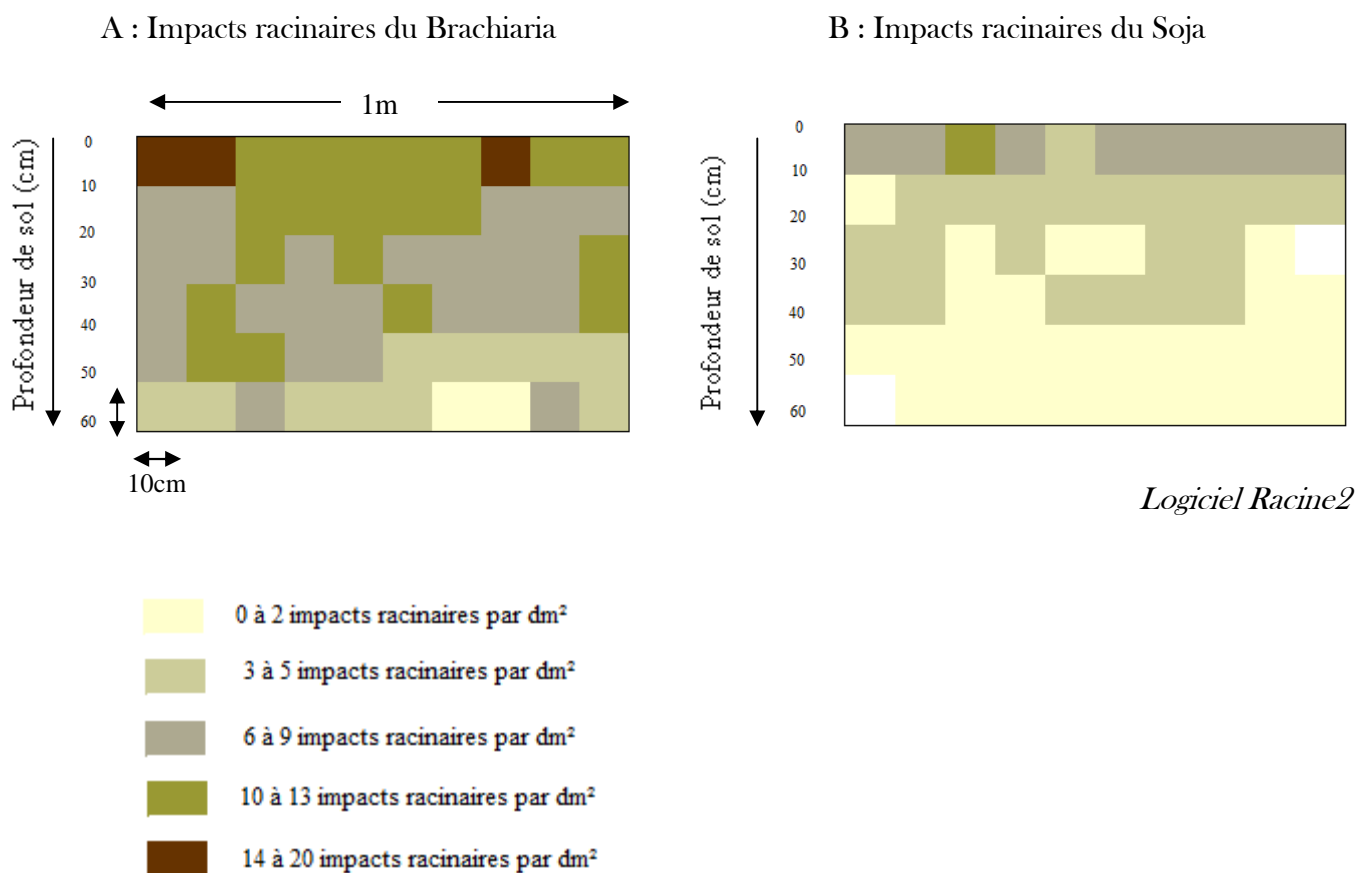 A : Impacts racinaires du Brachiaria
B : Impacts racinaires du Soja
1m
Profondeur de sol (cm)
0
10
20
30
40
50
60
10cm
Profondeur de sol (cm)
0
10
20
30
40
50
60
Logiciel Racine2
0 à 2 impacts racinaires par dm²
3 à 5 impacts racinaires par dm²
6 à 9 impacts racinaires par dm²
10 à 13 impacts racinaires par dm²
14 à 20 impacts racinaires par dm²